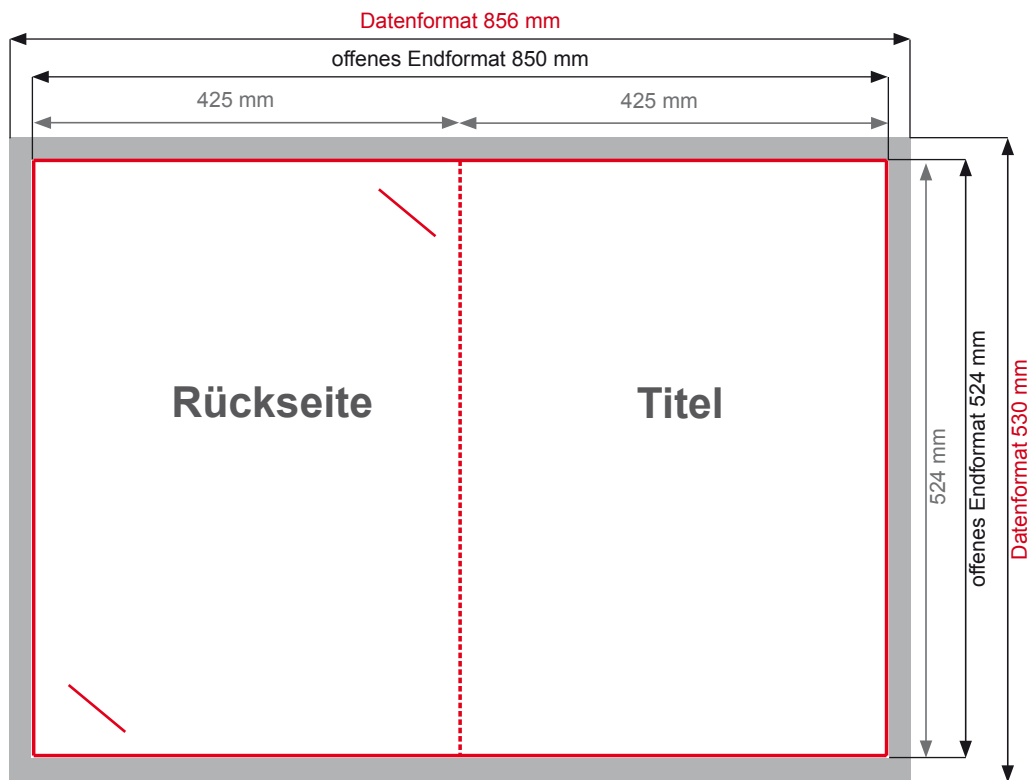 Datenformat 856 mm
offenes Endformat 850 mm
425 mm
425 mm
Rückseite
Titel
524 mm
offenes Endformat 524 mm
Datenformat 530 mm